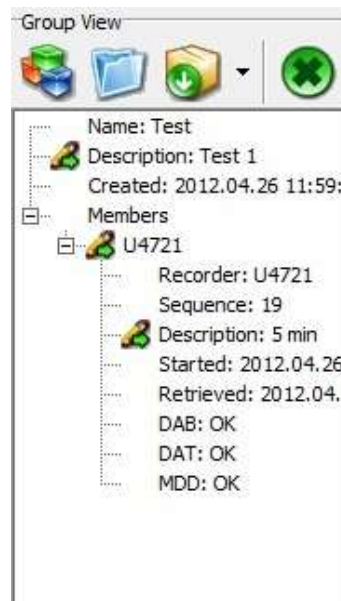 Group View
Name: Test
Description: Test 1
Created: 2012.04.26 11:59:
Members
U4721
Recorder: U4721
Sequence: 19
Description: 5 min
Started: 2012.04.26
Retrieved: 2012.04.
DAB: OK
DAT: OK
MDD: OK